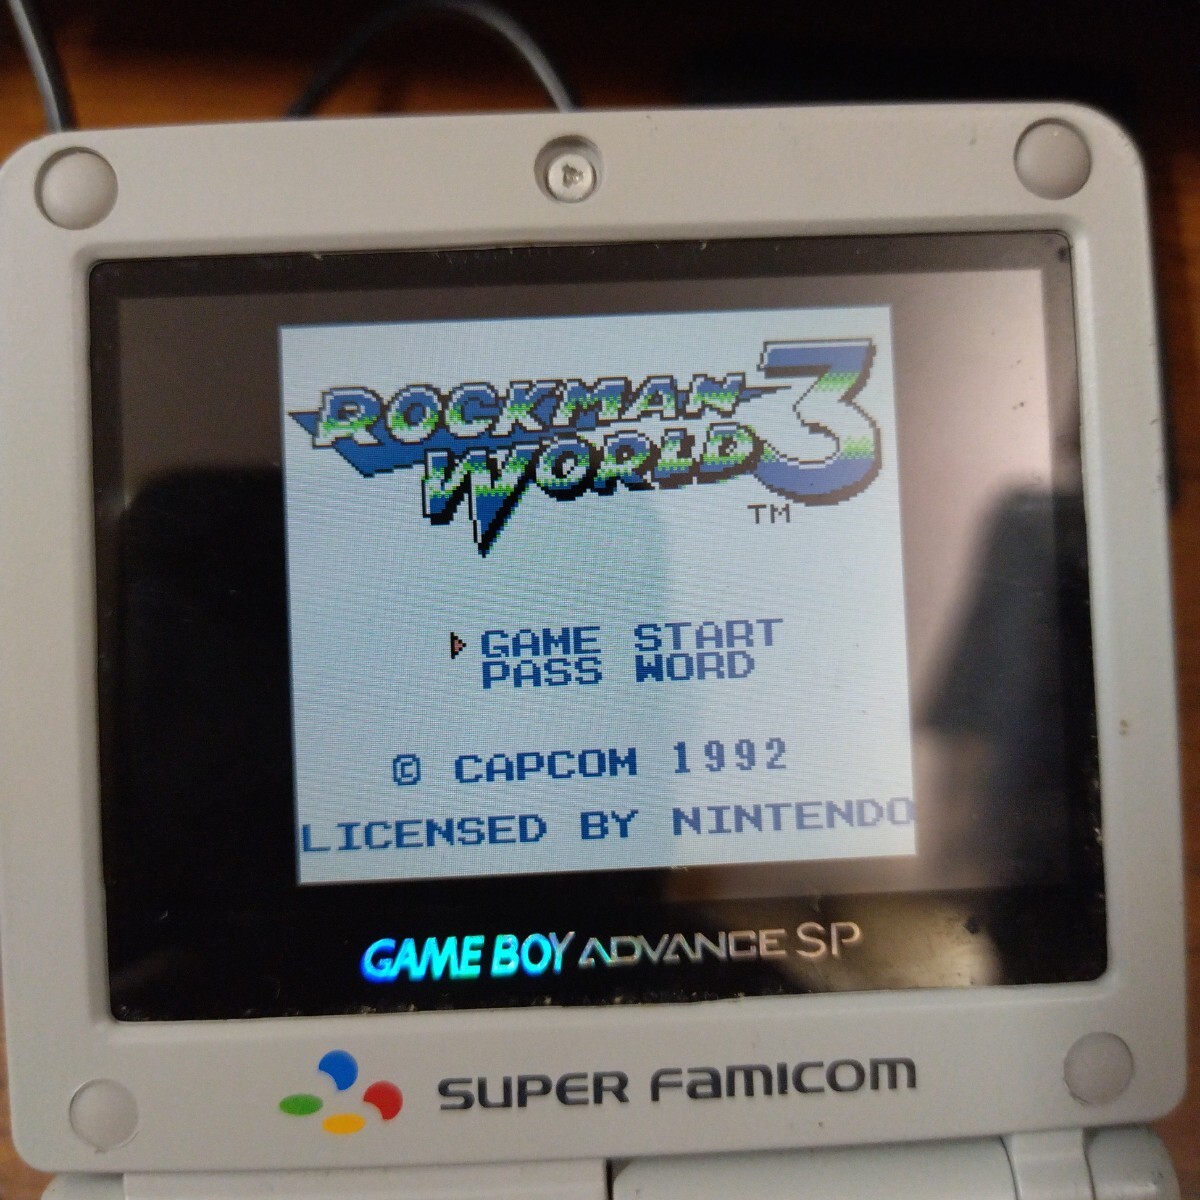 ROCKMAN
WORLD 3
TM
GAME START
PASS WORD
© CAPCOM 1992
LICENSED BY NINTENDO
GAME BOY ADVANCE SP
SUPER FAMICOM